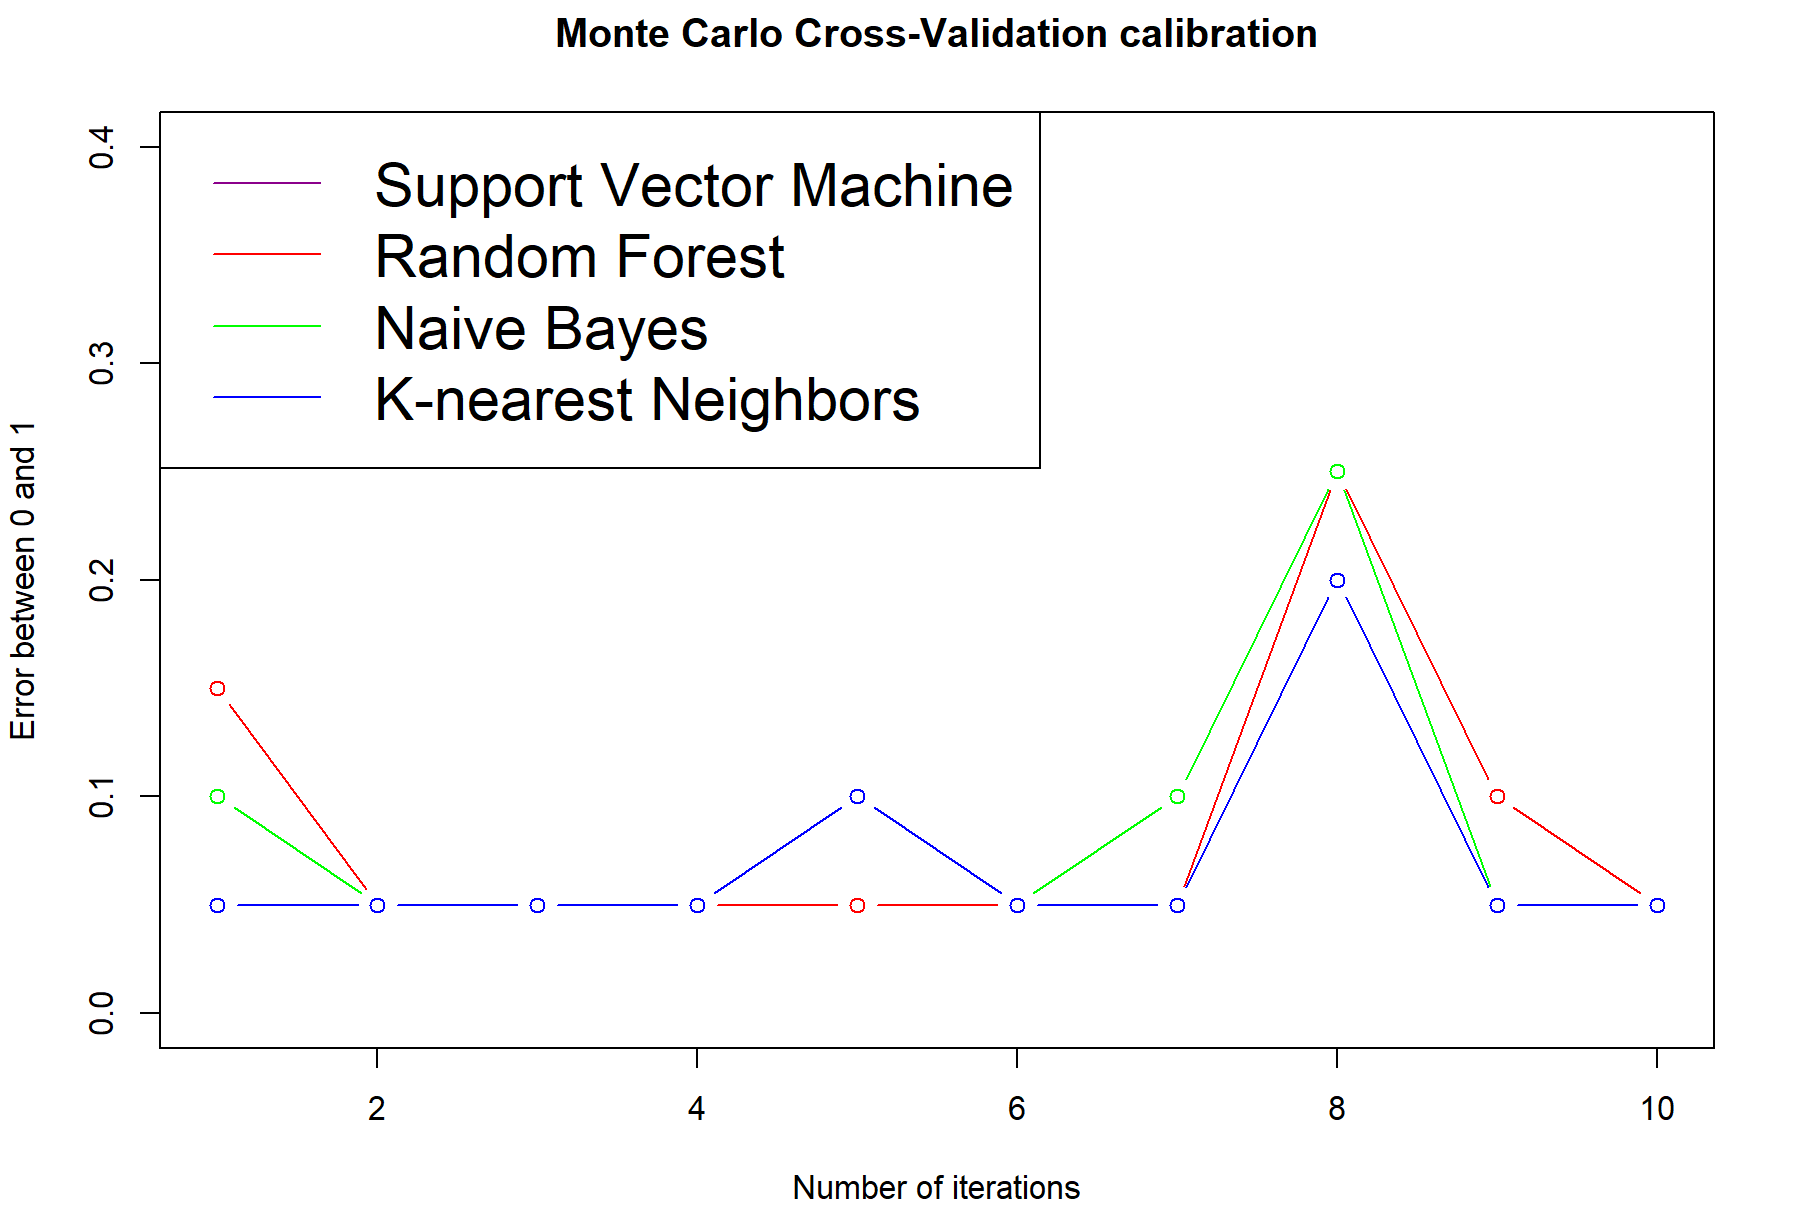 Monte Carlo Cross-Validation calibration
Error between 0 and 1
0.4
0.3
0.2
0.1
0.0
Support Vector Machine
Random Forest
Naive Bayes
K-nearest Neighbors
2 4 6 8 10
Number of iterations